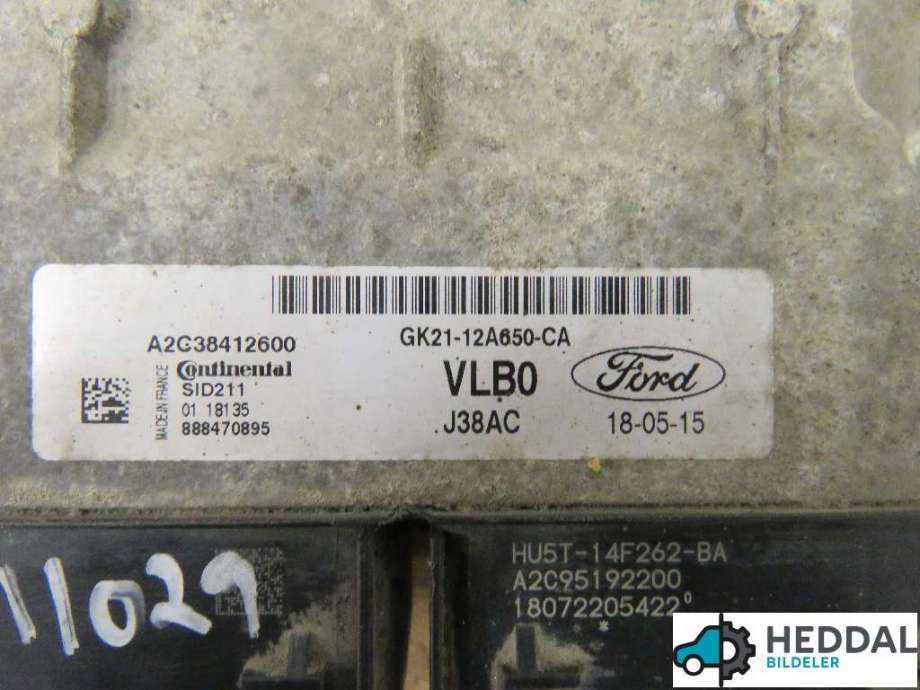 GK21-12A650-CA
A2C38412600
Continental
SID211
01 18135
888470895
MADE IN FRANCE
VLB0
J38AC
Ford
18-05-15
HU5T-14F262-BA
A2C95192200
18072205422⁰
*
11029
HEDDAL
BILDELER